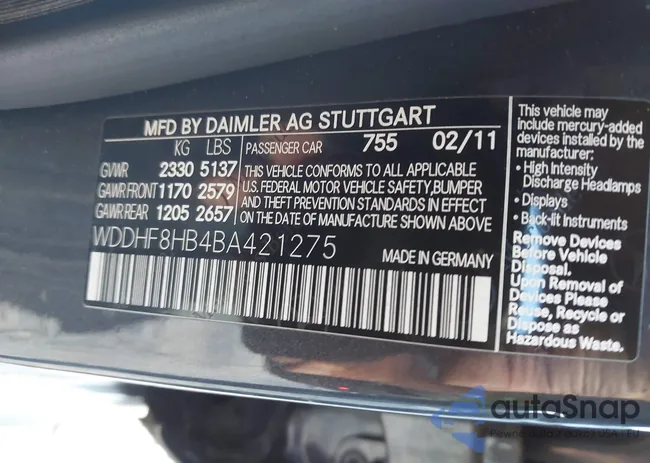 MFD BY DAIMLER AG STUTTGART
KG LBS PASSENGER CAR 755 02/11
GVWR 2330 5137
GAWR FRONT 1170 2579
GAWR REAR 1205 2657
THIS VEHICLE CONFORMS TO ALL APPLICABLE
U.S. FEDERAL MOTOR VEHICLE SAFETY, BUMPER
AND THEFT PREVENTION STANDARDS IN EFFECT
ON THE DATE OF MANUFACTURE SHOWN ABOVE
WDDHF8HB4BA421275
MADE IN GERMANY
This vehicle may
include mercury-added
devices installed by the
manufacturer:
• High Intensity
Discharge Headlamps
• Displays
• Back-lit Instruments
Remove Devices
Before Vehicle
Disposal.
Upon Removal of
Devices Please
Reuse, Recycle or
Dispose as
Hazardous Waste.
autoSnap